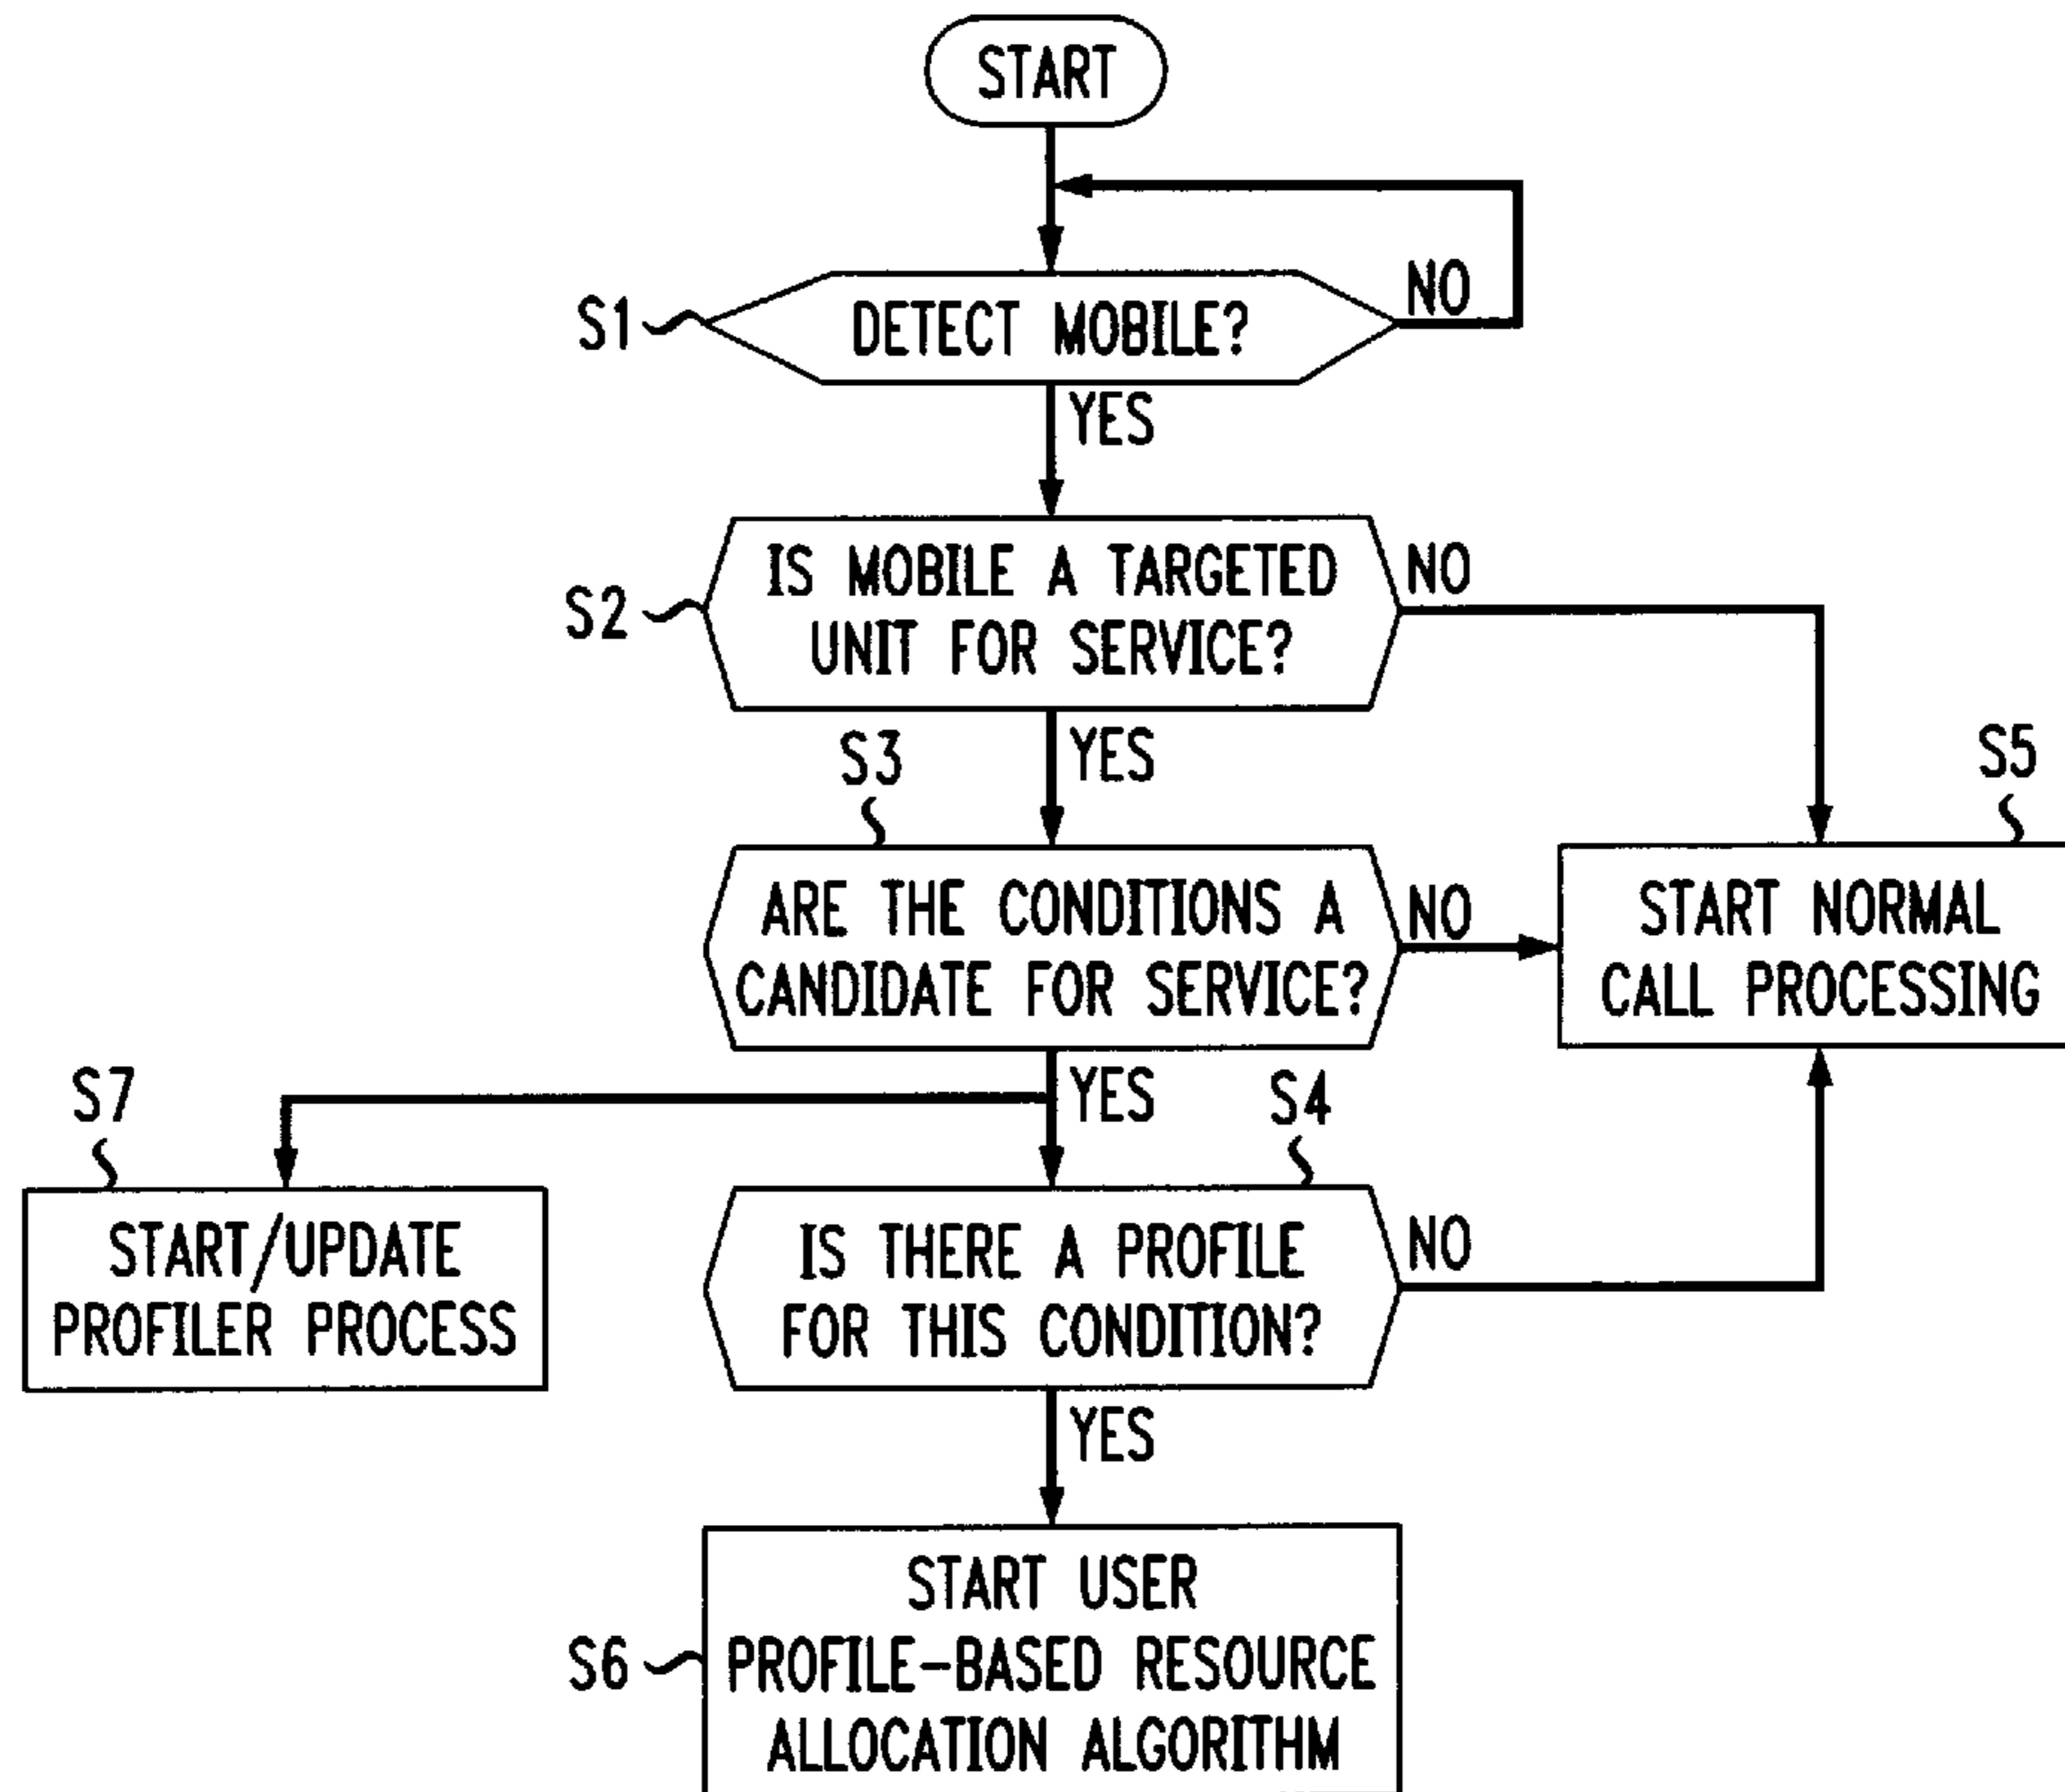 START
NO
S1
DETECT MOBILE?
YES
S2
IS MOBILE A TARGETED
UNIT FOR SERVICE?
NO
YES
S3
S5
ARE THE CONDITIONS A
CANDIDATE FOR SERVICE?
NO
START NORMAL
CALL PROCESSING
YES
S7
S4
START/UPDATE
PROFILER PROCESS
IS THERE A PROFILE
FOR THIS CONDITION?
NO
YES
S6
START USER
PROFILE-BASED RESOURCE
ALLOCATION ALGORITHM